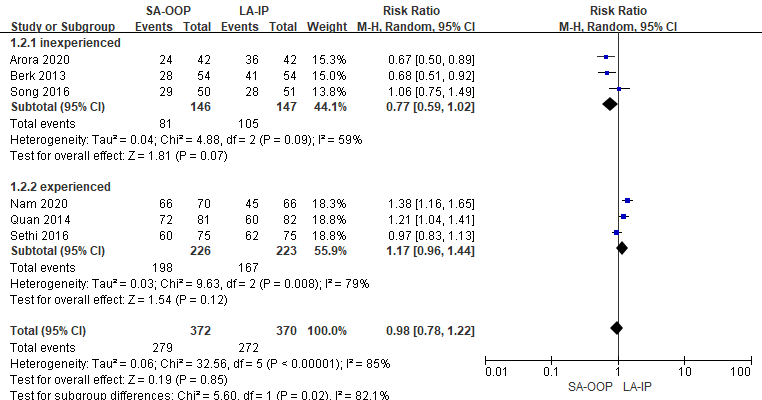 SA-OOP LA-IP Risk Ratio Risk Ratio
Study or Subgroup Events Total Events Total Weight M-H, Random, 95% CI M-H, Random, 95% CI
1.2.1 inexperienced
Arora 2020 24 42 36 42 15.3% 0.67 [0.50, 0.89]
Berk 2013 28 54 41 54 15.0% 0.68 [0.51, 0.92]
Song 2016 29 50 28 51 13.8% 1.06 [0.75, 1.49]
Subtotal (95% CI) 146 147 44.1% 0.77 [0.59, 1.02]
Total events 81 105
Heterogeneity: Tau² = 0.04; Chi² = 4.88, df = 2 (P = 0.09); I² = 59%
Test for overall effect: Z = 1.81 (P = 0.07)
1.2.2 experienced
Nam 2020 66 70 45 66 18.3% 1.38 [1.16, 1.65]
Quan 2014 72 81 60 82 18.8% 1.21 [1.04, 1.41]
Sethi 2016 60 75 62 75 18.8% 0.97 [0.83, 1.13]
Subtotal (95% CI) 226 223 55.9% 1.17 [0.96, 1.44]
Total events 198 167
Heterogeneity: Tau² = 0.03; Chi² = 9.63, df = 2 (P = 0.008); I² = 79%
Test for overall effect: Z = 1.54 (P = 0.12)
Total (95% CI) 372 370 100.0% 0.98 [0.78, 1.22]
Total events 279 272
Heterogeneity: Tau² = 0.06; Chi² = 32.56, df = 5 (P < 0.00001); I² = 85%
Test for overall effect: Z = 0.19 (P = 0.85)
Test for subgroup differences: Chi² = 5.60, df = 1 (P = 0.02), I² = 82.1%
0.01 0.1 1 10 100
SA-OOP LA-IP